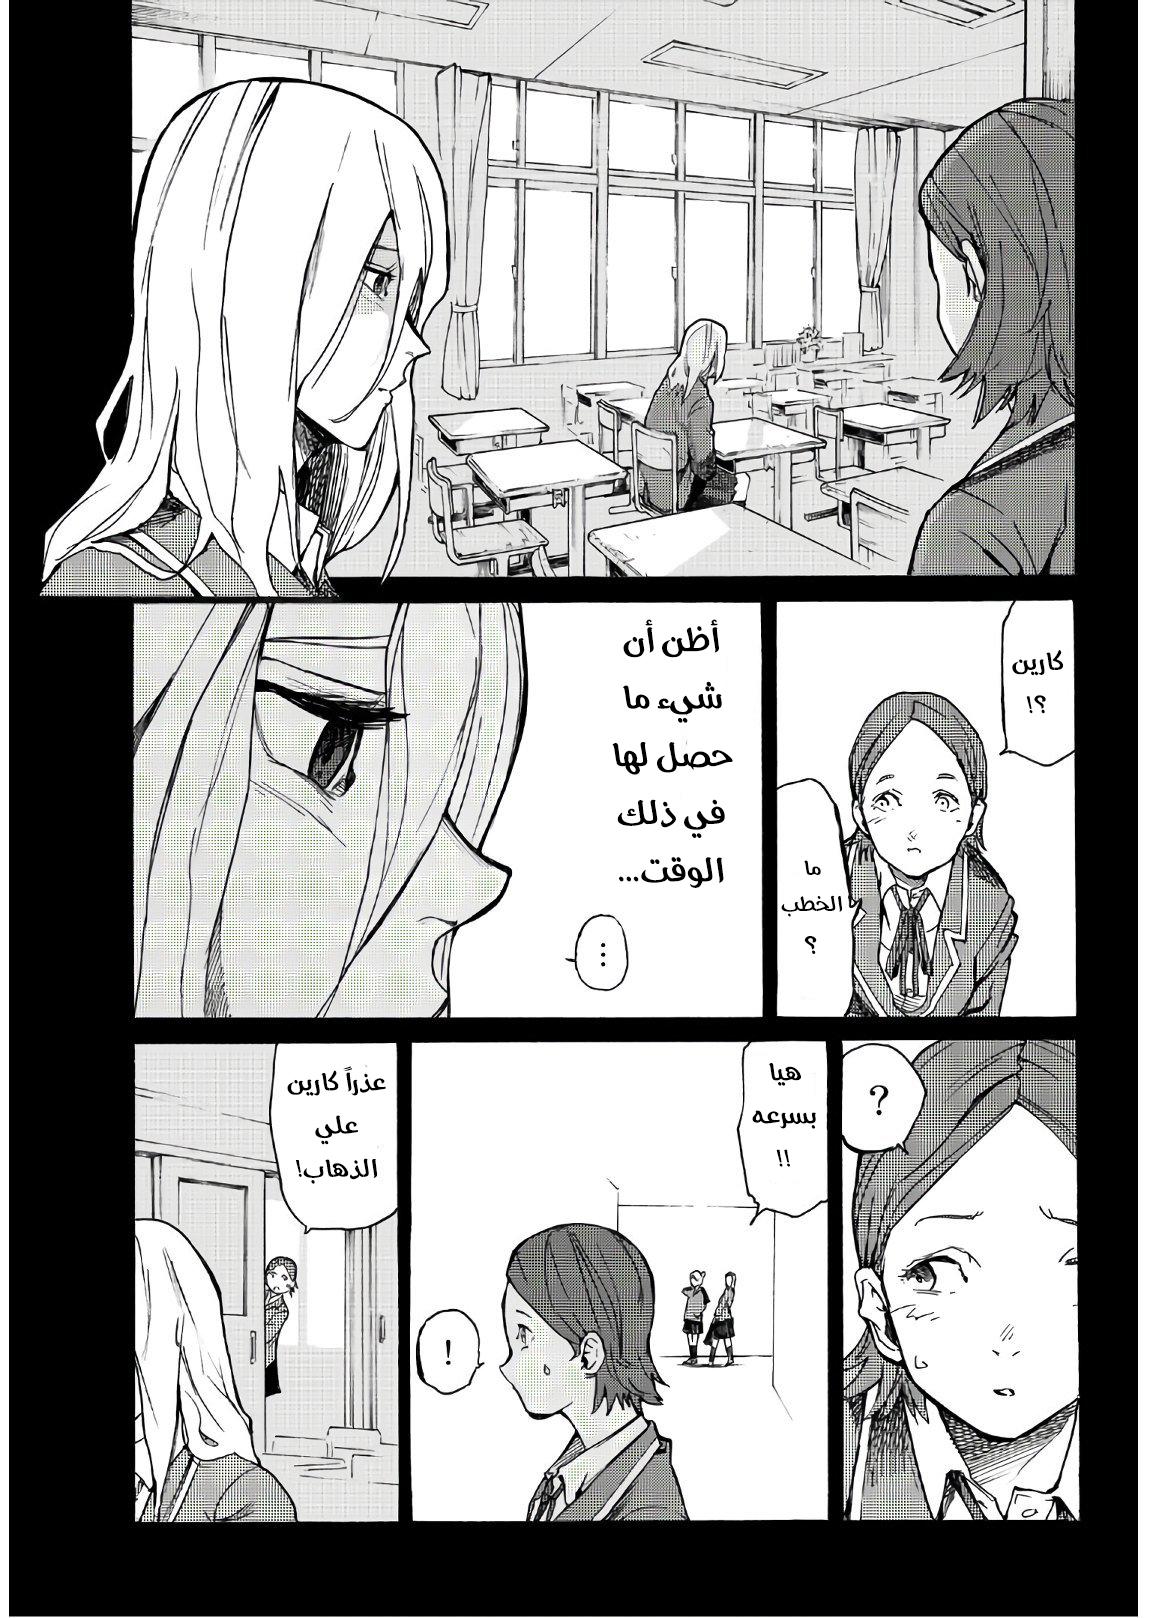 كارين
؟!
ما
الخطب
؟
أظن أن
شيء ما
حصل لها
في ذلك
الوقت...
...
?
هيا
بسرعه
!!
!
عذراً كارين
علي
الذهاب!